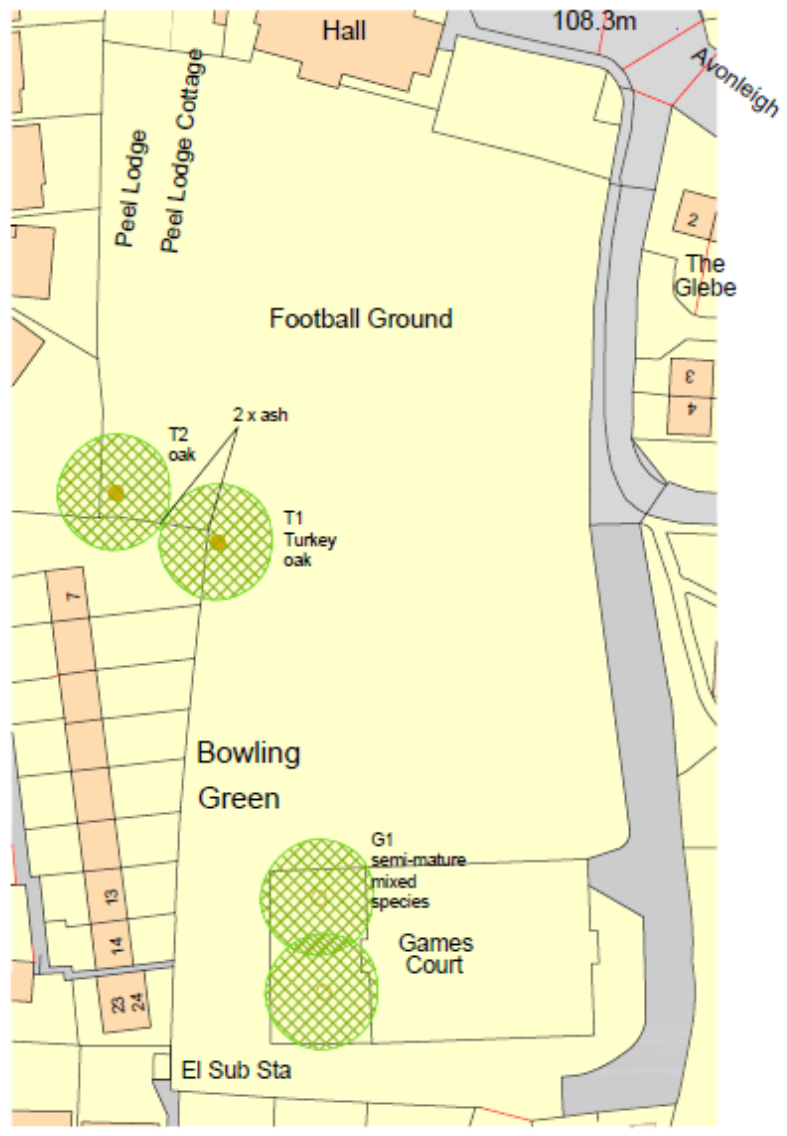 Hall
108.3m
Avonleigh
Peel Lodge
Peel Lodge Cottage
2
The
Glebe
Football Ground
3
4
2 x ash
T2
oak
T1
Turkey
oak
7
Bowling
Green
G1
semi-mature
mixed
species
13
14
Games
Court
23
24
El Sub Sta